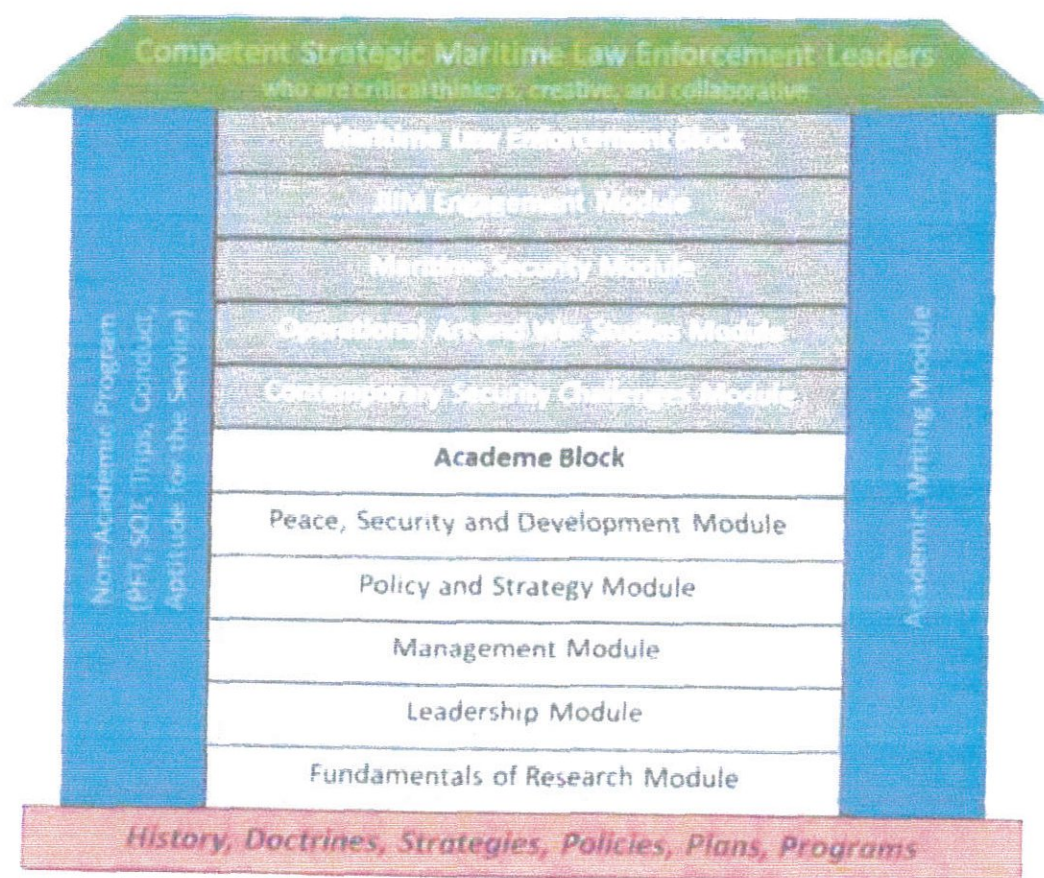 Competent Strategic Maritime Law Enforcement Leaders
who are critical thinkers, creative, and collaborative
Maritime Law Enforcement Block
JIIM Engagement Module
Maritime Security Module
Operational Art and War Studies Module
Contemporary Security Challenges Module
Academe Block
Peace, Security and Development Module
Policy and Strategy Module
Management Module
Leadership Module
Fundamentals of Research Module
Non-Academic Program
(PFT, SOT, Trips, Conduct,
Aptitude for the Service)
Academic Writing Module
History, Doctrines, Strategies, Policies, Plans, Programs